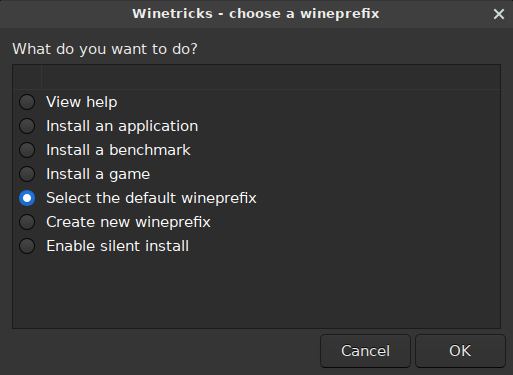 Winetricks - choose a wineprefix
What do you want to do?
View help
Install an application
Install a benchmark
Install a game
Select the default wineprefix
Create new wineprefix
Enable silent install
Cancel OK